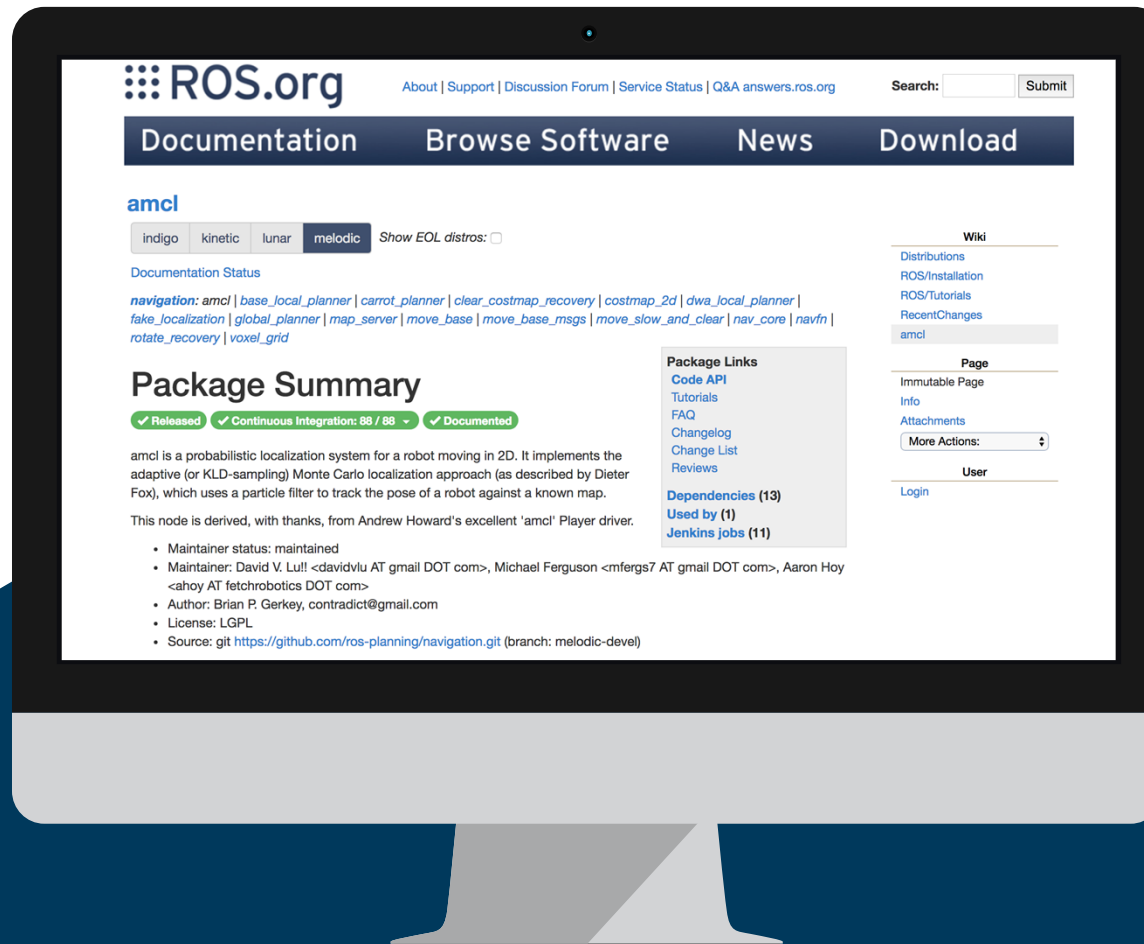 ROS.org
About | Support | Discussion Forum | Service Status | Q&A answers.ros.org
Search:
Submit
Documentation
Browse Software
News
Download
amcl
indigo
kinetic
lunar
melodic
Show EOL distros:
Documentation Status
navigation: amcl | base_local_planner | carrot_planner | clear_costmap_recovery | costmap_2d | dwa_local_planner |
fake_localization | global_planner | map_server | move_base | move_base_msgs | move_slow_and_clear | nav_core | navfn |
rotate_recovery | voxel_grid
Package Summary
✓ Released
✓ Continuous Integration: 88 / 88
✓ Documented
amcl is a probabilistic localization system for a robot moving in 2D. It implements the
adaptive (or KLD-sampling) Monte Carlo localization approach (as described by Dieter
Fox), which uses a particle filter to track the pose of a robot against a known map.
This node is derived, with thanks, from Andrew Howard's excellent 'amcl' Player driver.
• Maintainer status: maintained
• Maintainer: David V. Lu!! <davidvlu AT gmail DOT com>, Michael Ferguson <mfergs7 AT gmail DOT com>, Aaron Hoy
<ahoy AT fetchrobotics DOT com>
• Author: Brian P. Gerkey, contradict@gmail.com
• License: LGPL
• Source: git https://github.com/ros-planning/navigation.git (branch: melodic-devel)
Package Links
Code API
Tutorials
FAQ
Changelog
Change List
Reviews
Dependencies (13)
Used by (1)
Jenkins jobs (11)
Wiki
Distributions
ROS/Installation
ROS/Tutorials
RecentChanges
amcl
Page
Immutable Page
Info
Attachments
More Actions:
User
Login